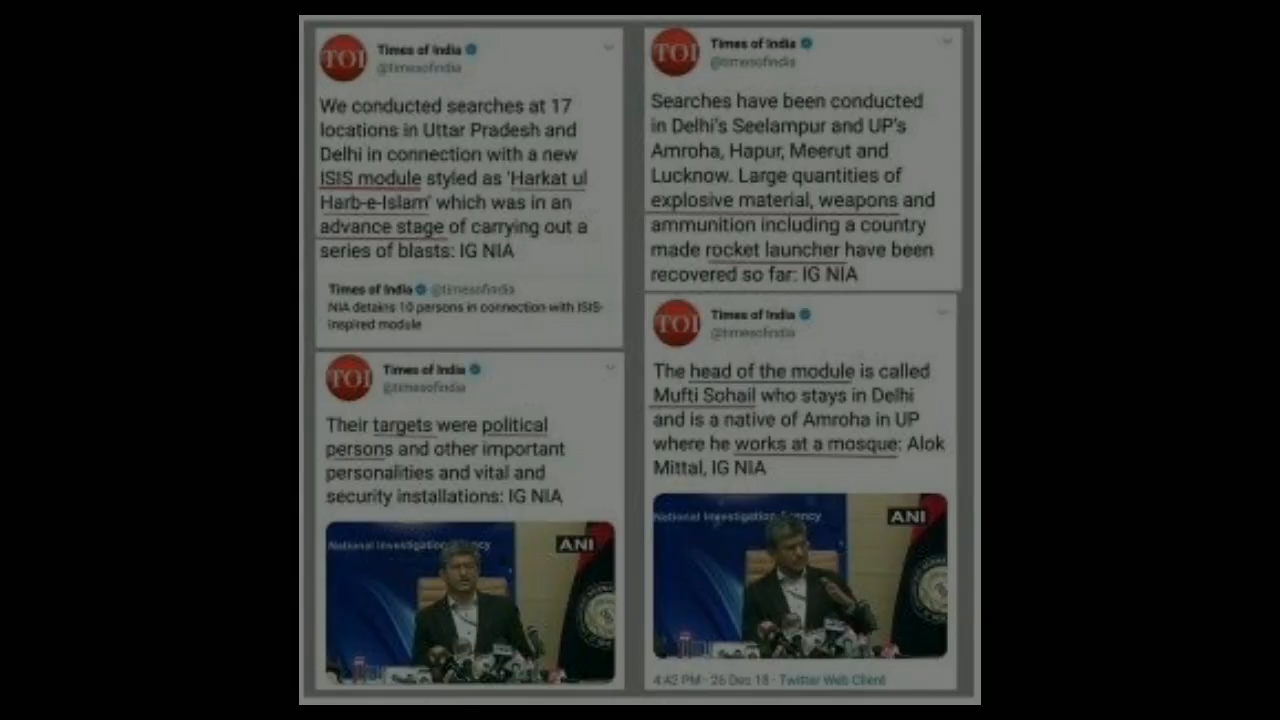 TOI
Times of India
@timesofindia
We conducted searches at 17
locations in Uttar Pradesh and
Delhi in connection with a new
ISIS module styled as 'Harkat ul
Harb-e-Islam' which was in an
advance stage of carrying out a
series of blasts: IG NIA
Times of India @timesofindia
NIA detains 10 persons in connection with ISIS-
inspired module
TOI
Times of India
@timesofindia
Their targets were political
persons and other important
personalities and vital and
security installations: IG NIA
National Investigation Agency
ANI
TOI
Times of India
@timesofindia
Searches have been conducted
in Delhi's Seelampur and UP's
Amroha, Hapur, Meerut and
Lucknow. Large quantities of
explosive material, weapons and
ammunition including a country
made rocket launcher have been
recovered so far: IG NIA
TOI
Times of India
@timesofindia
The head of the module is called
Mufti Sohail who stays in Delhi
and is a native of Amroha in UP
where he works at a mosque: Alok
Mittal, IG NIA
National Investigation Agency
ANI
4:43 PM · 26 Dec 18 · Twitter Web Client